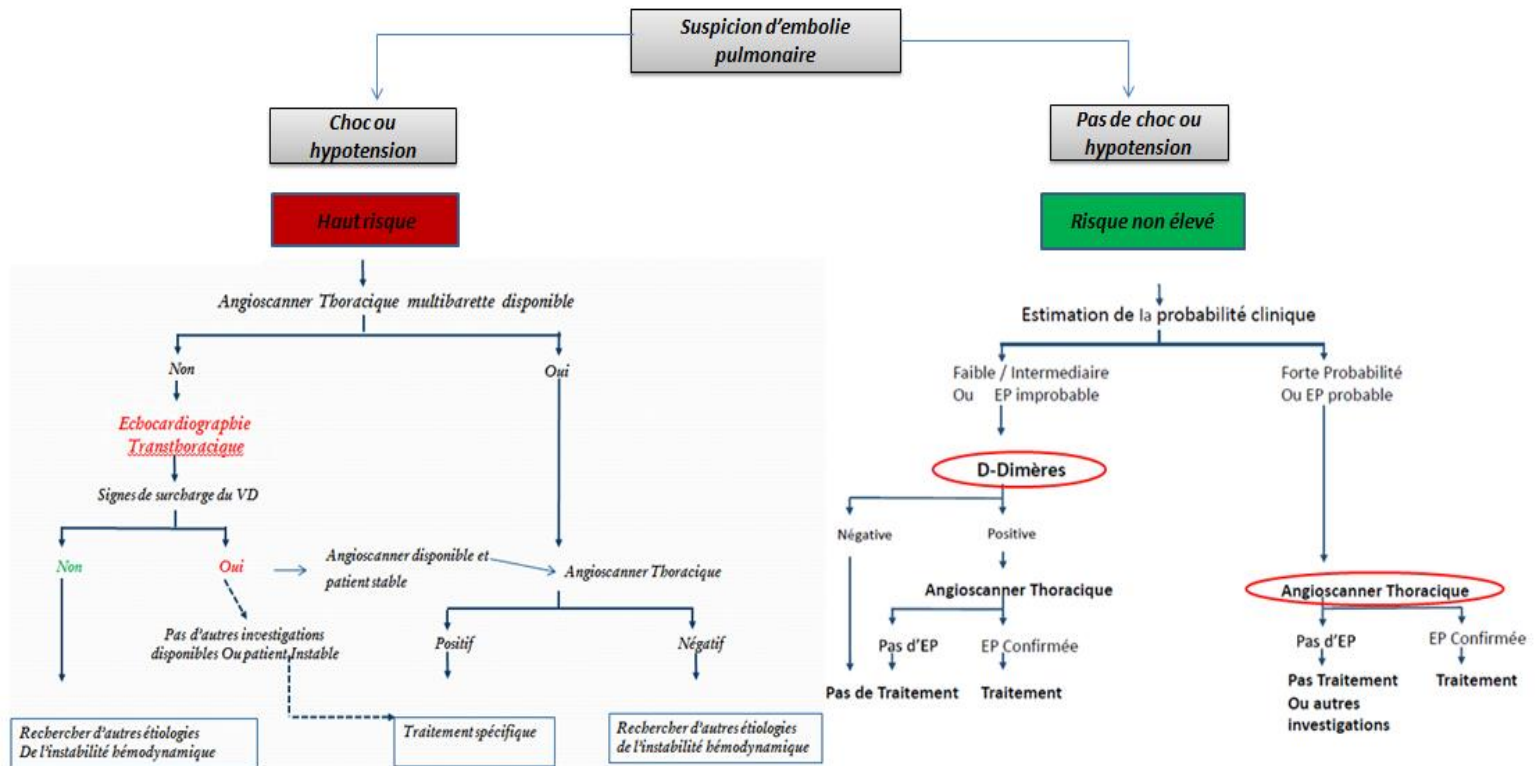 Suspicion d'embolie
pulmonaire
Choc ou
hypotension
Pas de choc ou
hypotension
Haut risque
Risque non élevé
Angioscanner Thoracique multibarette disponible
Non
Oui
Echocardiographie
Transthoracique
Signes de surcharge du VD
Non
Oui
Angioscanner disponible et
patient stable
Angioscanner Thoracique
Pas d'autres investigations
disponibles Ou patient Instable
Positif
Négatif
Rechercher d'autres étiologies
De l'instabilité hémodynamique
Traitement spécifique
Rechercher d'autres étiologies
de l'instabilité hémodynamique
Estimation de la probabilité clinique
Faible / Intermediaire
Ou EP improbable
Forte Probabilité
Ou EP probable
D-Dimères
Négative
Positive
Angioscanner Thoracique
Pas d'EP
EP Confirmée
Pas de Traitement
Traitement
Angioscanner Thoracique
Pas d'EP
EP Confirmée
Pas Traitement
Ou autres
investigations
Traitement